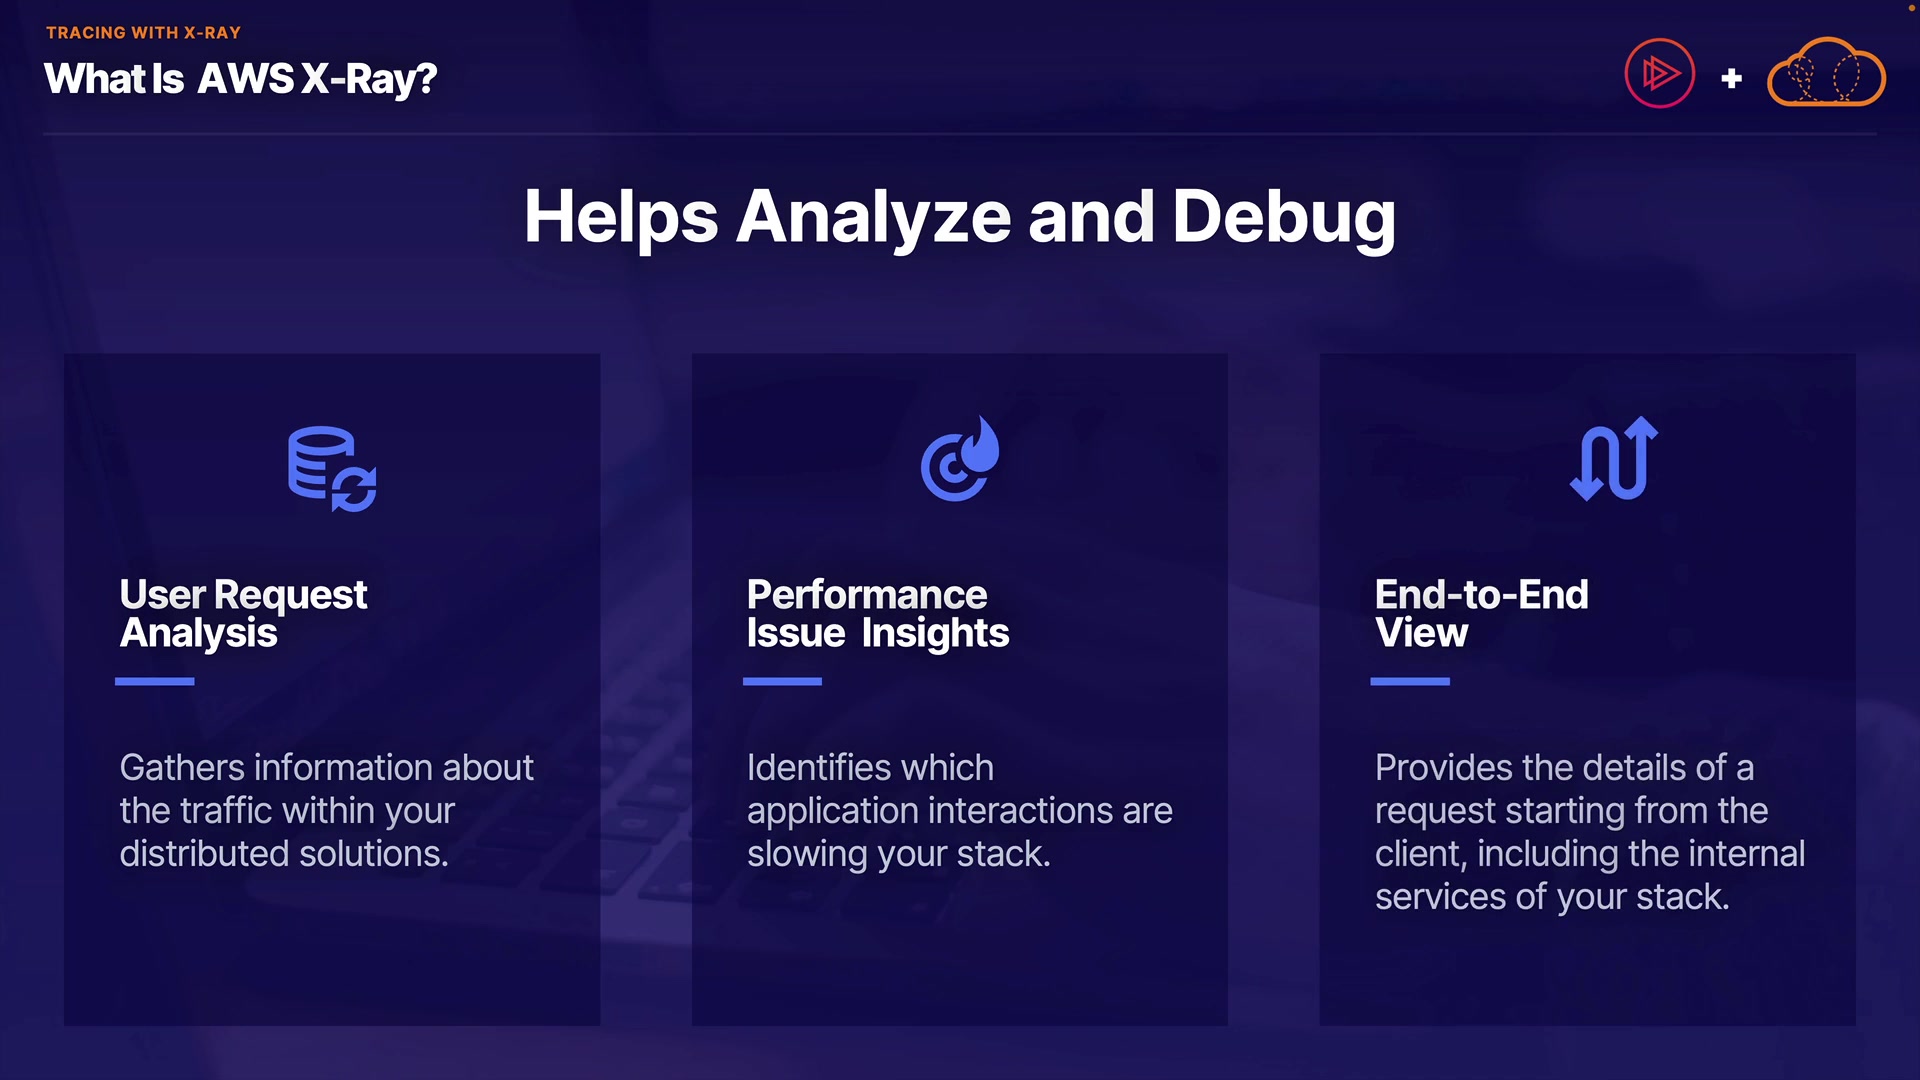 TRACING WITH X-RAY
What Is AWS X-Ray?
+
Helps Analyze and Debug
User Request
Analysis
Gathers information about
the traffic within your
distributed solutions.
Performance
Issue Insights
Identifies which
application interactions are
slowing your stack.
End-to-End
View
Provides the details of a
request starting from the
client, including the internal
services of your stack.